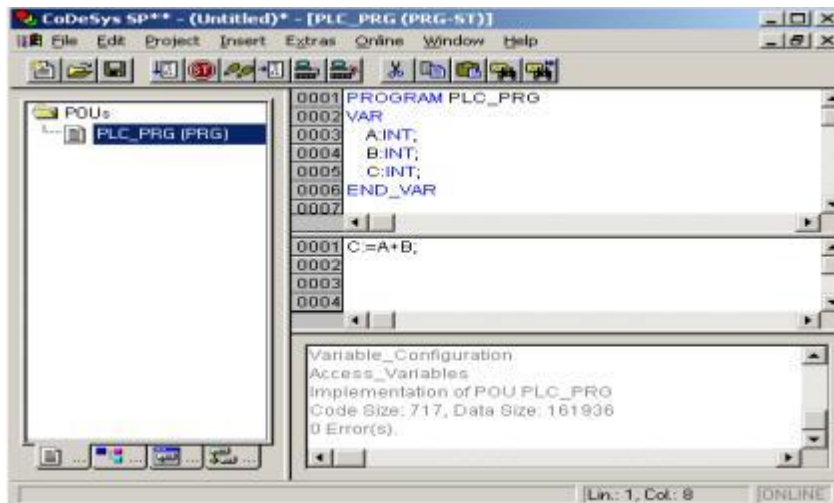 CoDeSys SP** - (Untitled)* - [PLC_PRG (PRG-ST)]
File Edit Project Insert Extras Online Window Help
POUs
PLC_PRG (PRG)
0001 PROGRAM PLC_PRG
0002 VAR
0003 A:INT;
0004 B:INT;
0005 C:INT;
0006 END_VAR
0007
0001 C:=A+B;
0002
0003
0004
Variable_Configuration
Access_Variables
Implementation of POU PLC_PRG
Code Size: 717, Data Size: 161936
0 Error(s).
... ... ... ...
Lin.: 1, Col.: 8 ONLINE